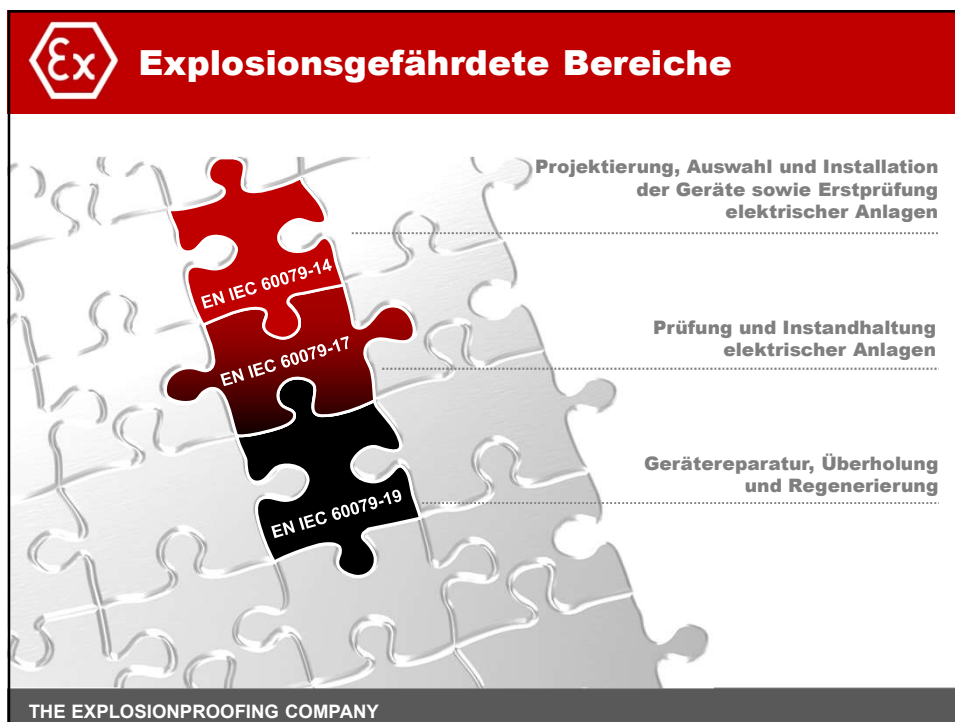 Ex
Explosionsgefährdete Bereiche
Projektierung, Auswahl und Installation
der Geräte sowie Erstprüfung
elektrischer Anlagen
EN IEC 60079-14
Prüfung und Instandhaltung
elektrischer Anlagen
EN IEC 60079-17
Gerätereparatur, Überholung
und Regenerierung
EN IEC 60079-19
THE EXPLOSIONPROOFING COMPANY